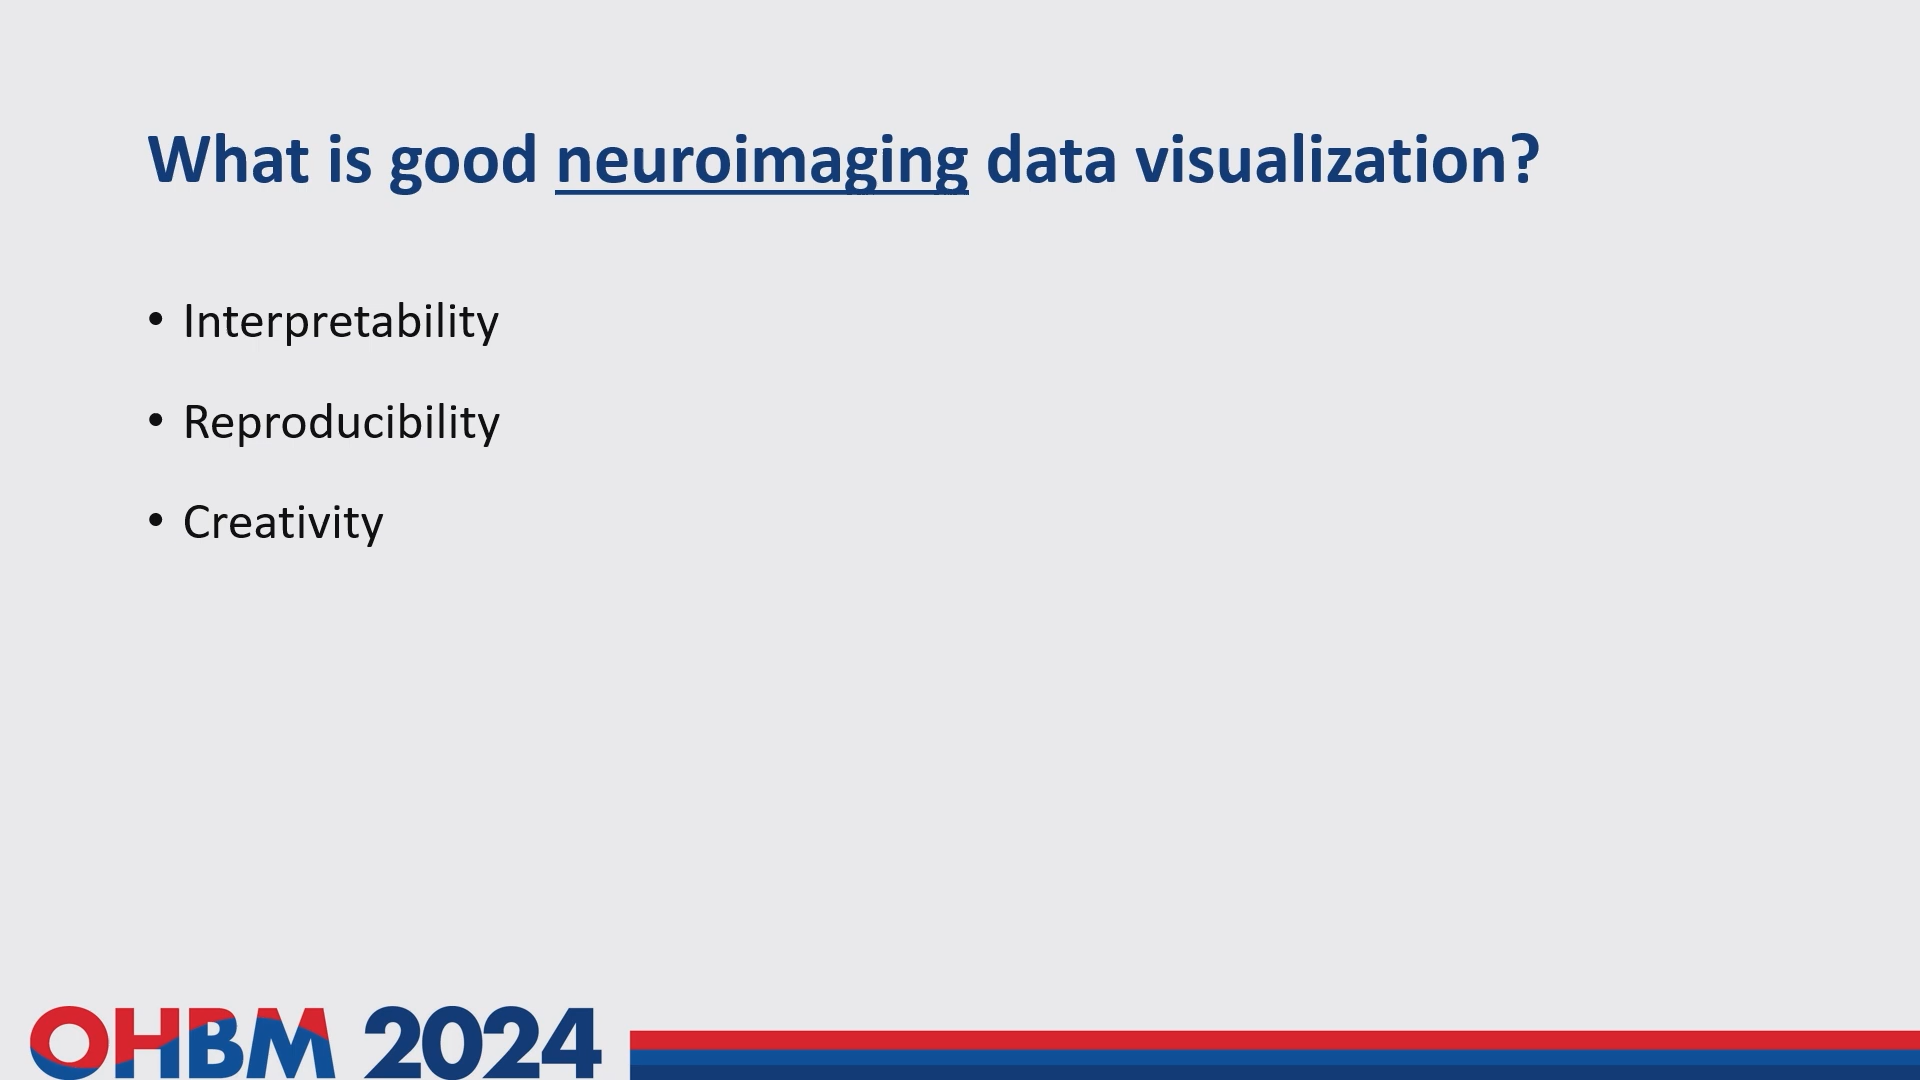 What is good neuroimaging data visualization?
• Interpretability
• Reproducibility
• Creativity
OHBM 2024